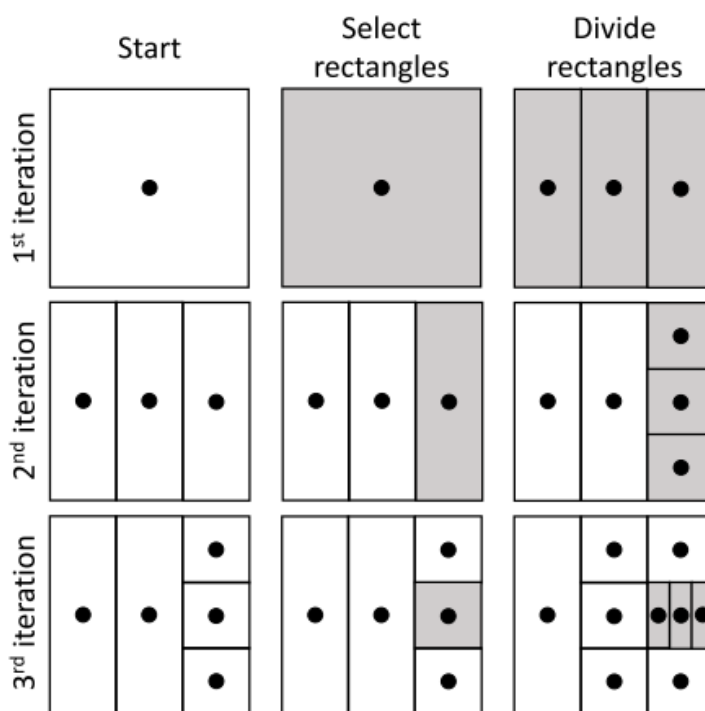 Start
Select
rectangles
Divide
rectangles
1st iteration
2nd iteration
3rd iteration